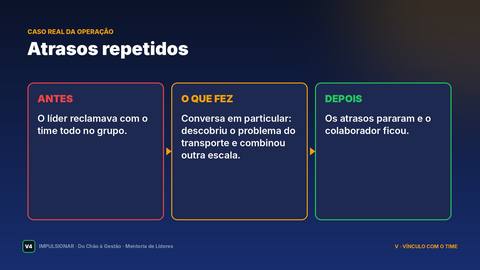 CASO REAL DA OPERAÇÃO
Atrasos repetidos
ANTES
O líder reclamava com o
time todo no grupo.
O QUE FEZ
Conversa em particular:
descobriu o problema do
transporte e combinou
outra escala.
DEPOIS
Os atrasos pararam e o
colaborador ficou.
V4 IMPULSIONAR · Do Chão à Gestão · Mentoria de Líderes
V · VÍNCULO COM O TIME